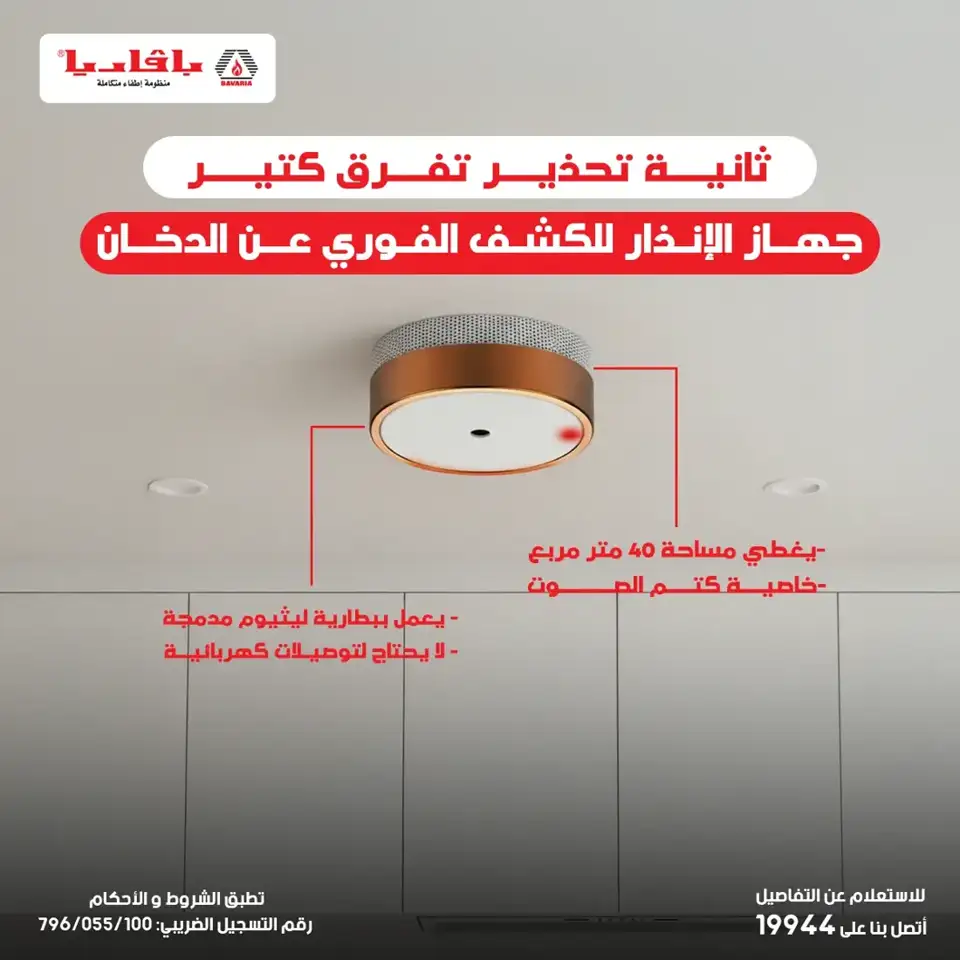 باڤاريا®
منظومة إطفاء متكاملة
BAVARIA
ثانية تحذير تفرق كتير
جهاز الإنذار للكشف الفوري عن الدخان
-يغطي مساحة 40 متر مربع
-خاصية كتم الصوت
- يعمل ببطارية ليثيوم مدمجة
- لا يحتاج لتوصيلات كهربائية
للاستعلام عن التفاصيل
أتصل بنا على 19944
تطبق الشروط و الأحكام
رقم التسجيل الضريبي: 796/055/100